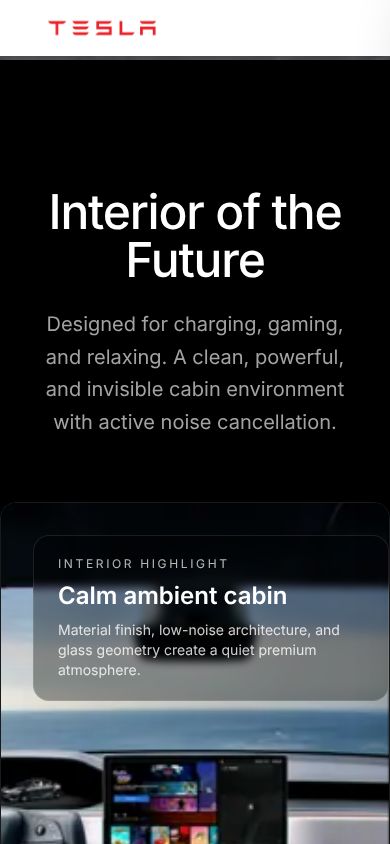 TESLA
Interior of the
Future
Designed for charging, gaming,
and relaxing. A clean, powerful,
and invisible cabin environment
with active noise cancellation.
INTERIOR HIGHLIGHT
Calm ambient cabin
Material finish, low-noise architecture, and
glass geometry create a quiet premium
atmosphere.